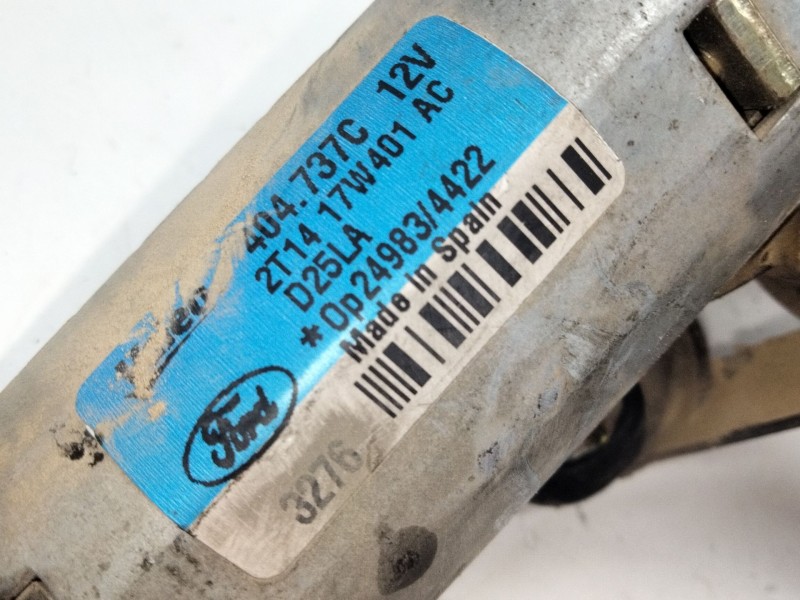 404.737C 12V
2T14 17W401 AC
D25LA
*Op24983/4422
Made in Spain
Ford
3276